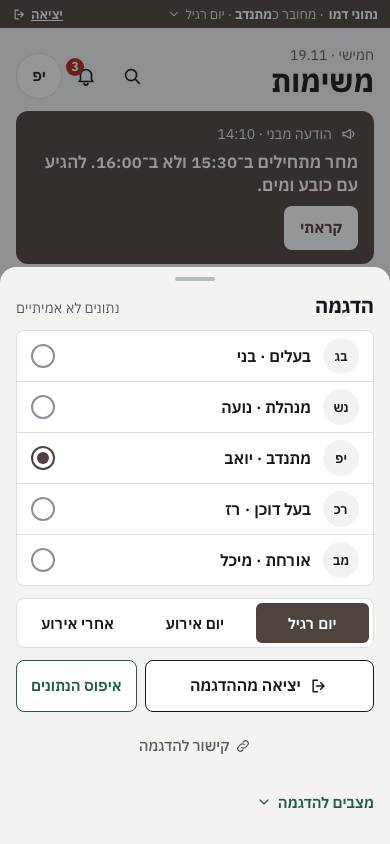 נתוני דמו · מחובר כמתנדב · יום רגיל
יציאה
חמישי · 19.11
משימות
3
יפ
הודעה מבני · 14:10
מחר מתחילים ב־15:30 ולא ב־16:00. להגיע
עם כובע ומים.
קראתי
הדגמה
נתונים לא אמיתיים
בג
בעלים · בני
נש
מנהלת · נועה
יפ
מתנדב · יואב
רכ
בעל דוכן · רז
מב
אורחת · מיכל
יום רגיל
יום אירוע
אחרי אירוע
יציאה מההדגמה
איפוס הנתונים
קישור להדגמה
מצבים להדגמה